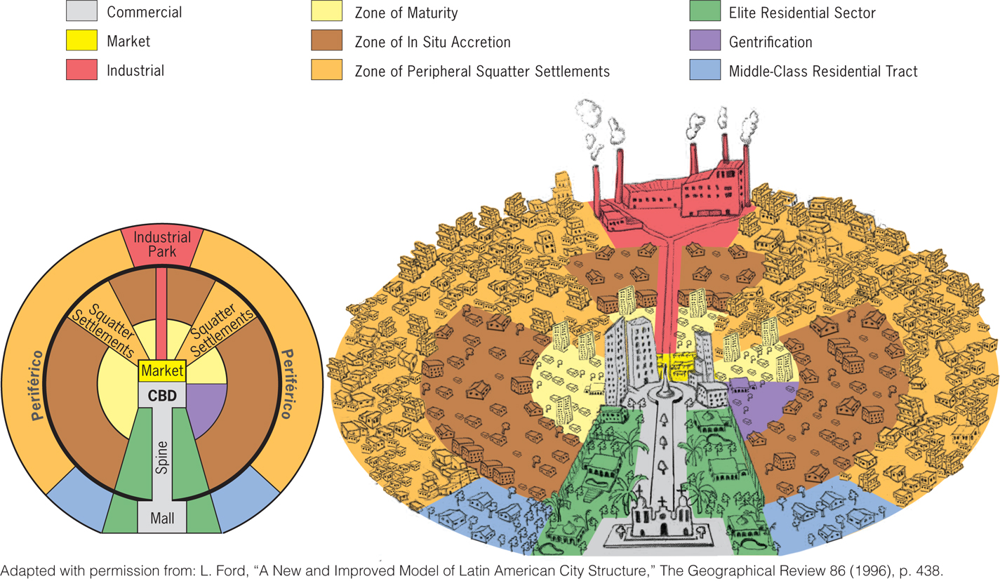 Commercial
Market
Industrial
Zone of Maturity
Zone of In Situ Accretion
Zone of Peripheral Squatter Settlements
Elite Residential Sector
Gentrification
Middle-Class Residential Tract
Industrial
Park
Squatter
Settlements
Squatter
Settlements
Periférico
Periférico
Market
CBD
Spine
Mall
Adapted with permission from: L. Ford, “A New and Improved Model of Latin American City Structure,” The Geographical Review 86 (1996), p. 438.